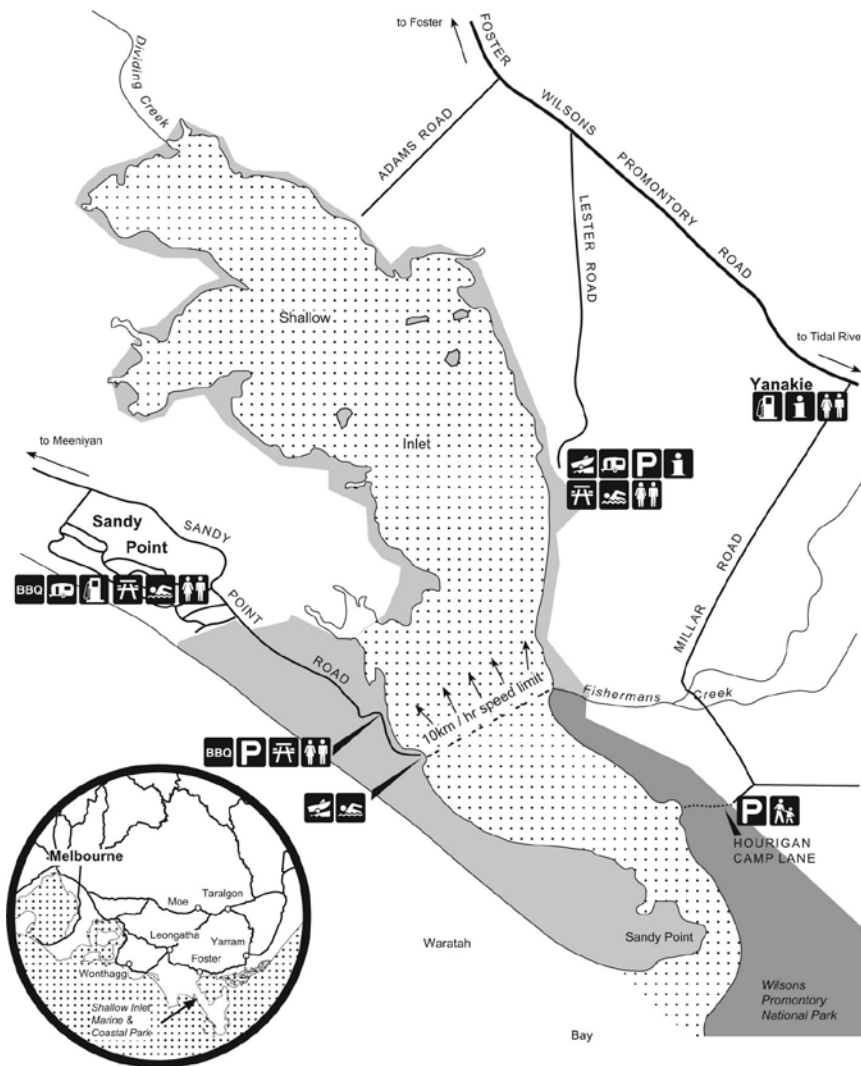 to Foster
FOSTER
WILSONS
PROMONTORY
ROAD
Dividing Creek
ADAMS ROAD
LESTER ROAD
Shallow
to Tidal River
Yanakie
P
Inlet
to Meeniyan
Sandy
Point
SANDY
POINT
ROAD
BBQ
MILLAR ROAD
10km / hr speed limit
Fishermans Creek
BBQ P
P
HOURIGAN
CAMP LANE
Melbourne
Moe
Taralgon
Leongatha
Yarram
Foster
Wonthaggi
Shallow Inlet
Marine &
Coastal Park
Waratah
Sandy Point
Bay
Wilsons
Promontory
National Park